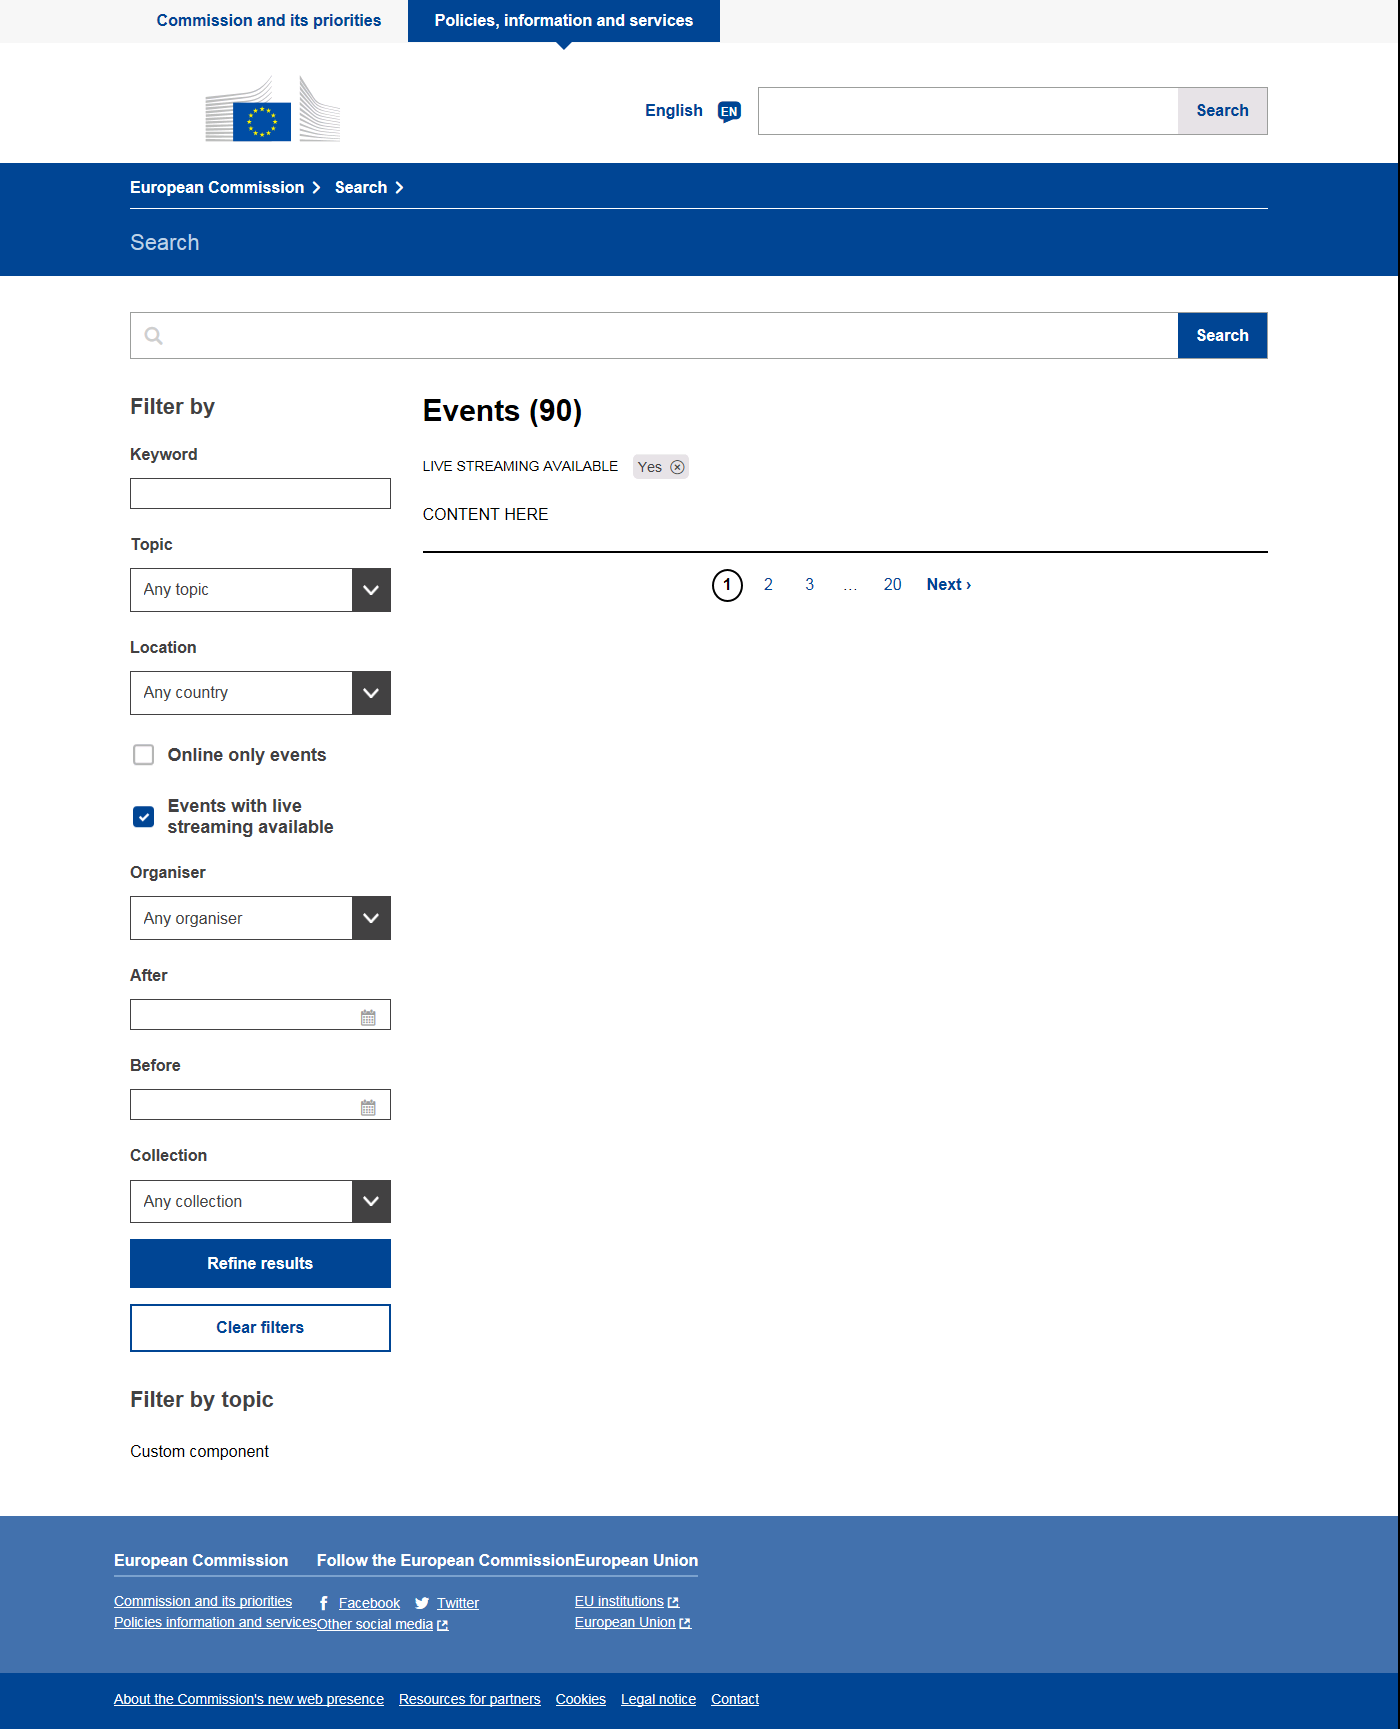 Commission and its priorities
Policies, information and services
English EN
Search
European Commission Search
Search
Search
Filter by
Keyword
Topic
Any topic
Location
Any country
Online only events
Events with live
streaming available
Organiser
Any organiser
After
Before
Collection
Any collection
Refine results
Clear filters
Filter by topic
Custom component
Events (90)
LIVE STREAMING AVAILABLE Yes
CONTENT HERE
1 2 3 ... 20 Next ›
European Commission
Commission and its priorities
Policies information and services
Follow the European Commission
Facebook Twitter
Other social media
European Union
EU institutions
European Union
About the Commission's new web presence Resources for partners Cookies Legal notice Contact